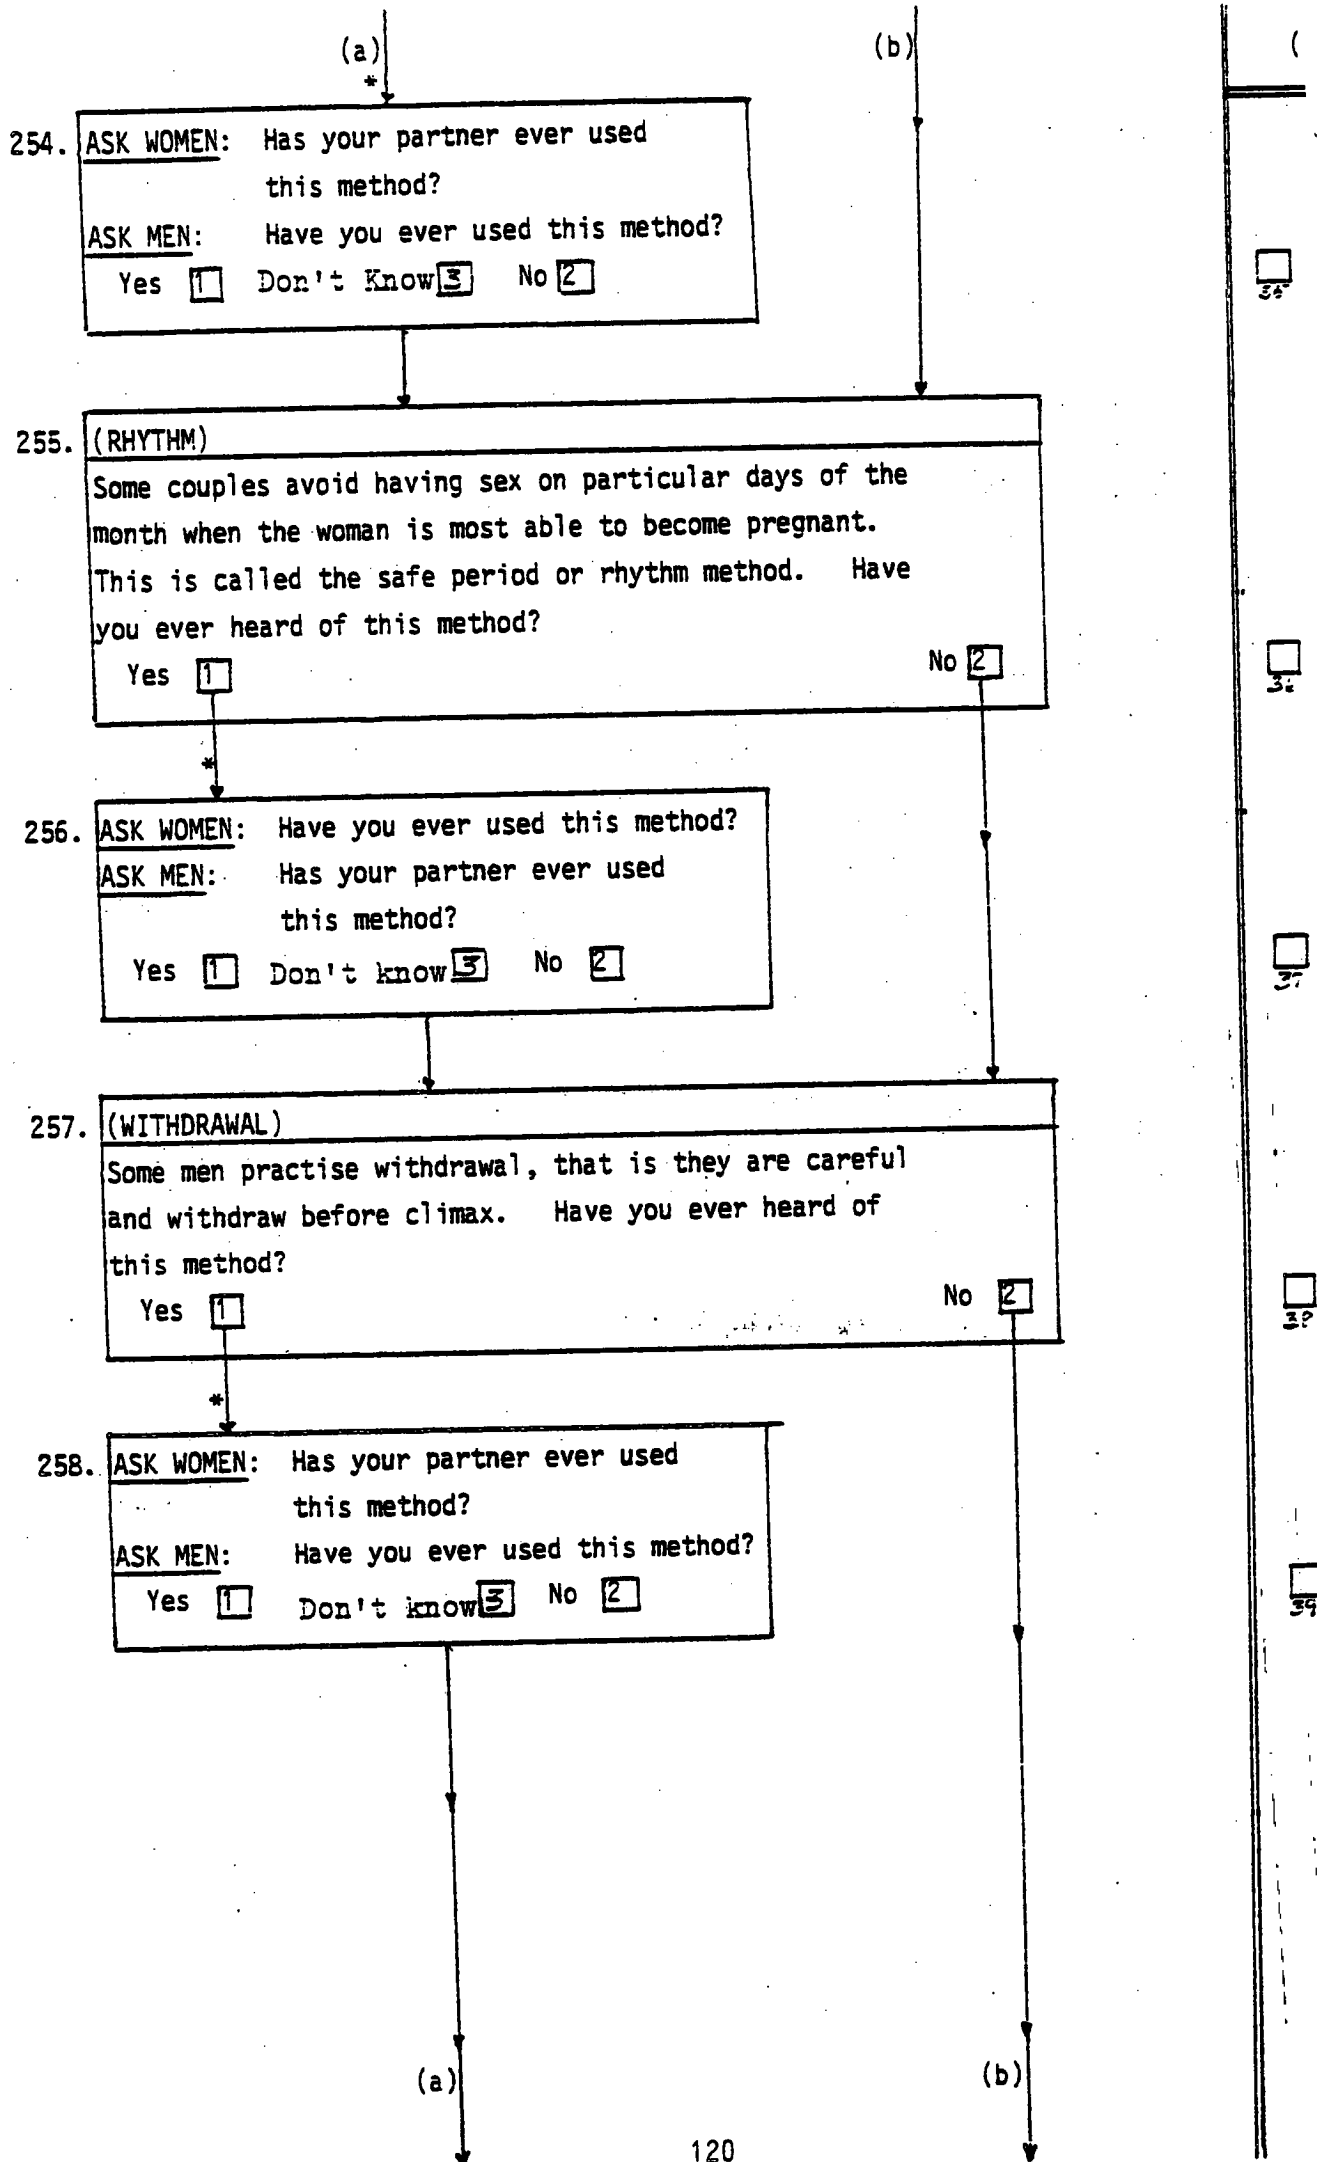 (a) (b) (
*
254. ASK WOMEN: Has your partner ever used
this method?
ASK MEN: Have you ever used this method?
Yes 1 Don't Know 3 No 2
35
255. (RHYTHM)
Some couples avoid having sex on particular days of the
month when the woman is most able to become pregnant.
This is called the safe period or rhythm method. Have
you ever heard of this method?
Yes 1 No 2
*
256. ASK WOMEN: Have you ever used this method?
ASK MEN: Has your partner ever used
this method?
Yes 1 Don't know 3 No 2
37
257. (WITHDRAWAL)
Some men practise withdrawal, that is they are careful
and withdraw before climax. Have you ever heard of
this method?
Yes 1 No 2
*
258. ASK WOMEN: Has your partner ever used
this method?
ASK MEN: Have you ever used this method?
Yes 1 Don't know 3 No 2
39
(a) (b)
120